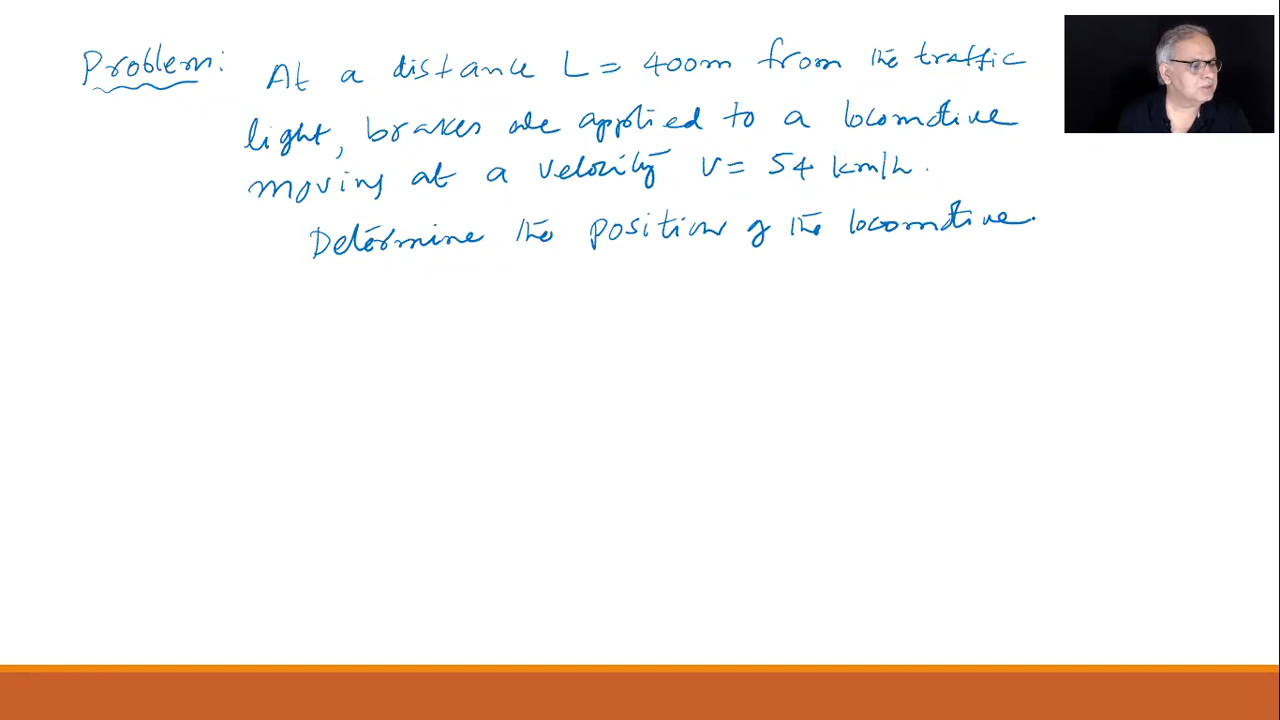 Problem: At a distance L = 400m from the traffic
light, brakes are applied to a locomotive
moving at a velocity v = 54 km/h.
Determine the position of the locomotive.